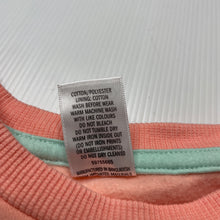 COTTON/POLYESTER
LINING: COTTON
WASH BEFORE WEAR
WARM MACHINE WASH
WITH LIKE COLOURS
DO NOT BLEACH
DO NOT TUMBLE DRY
WARM IRON INSIDE OUT
(DO NOT IRON PRINTS
OR EMBELLISHMENTS)
DO NOT DRY CLEAN
MANUFACTURED IN BANGLADESH